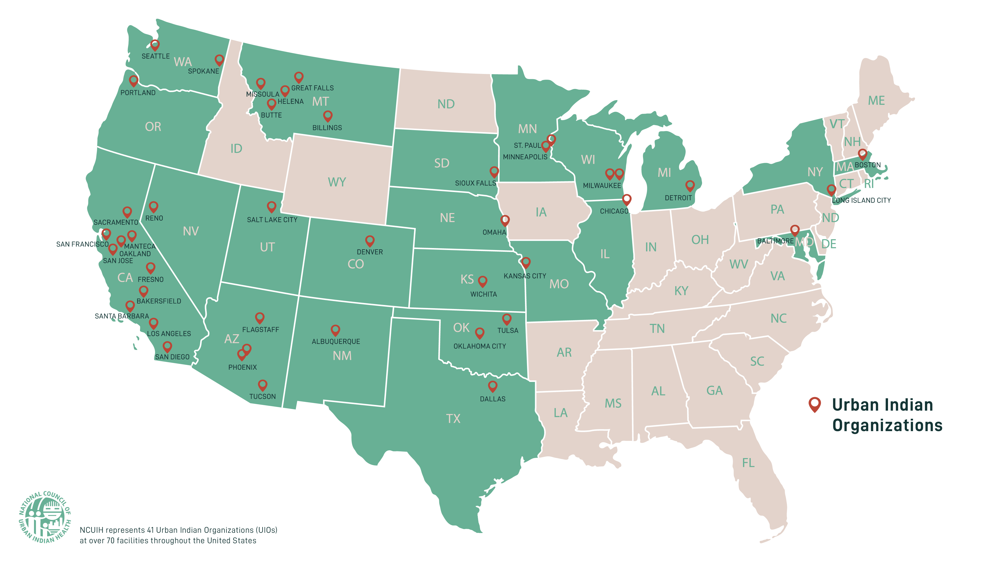 SEATTLE
WA
SPOKANE
PORTLAND
GREAT FALLS
MISSOULA
HELENA
MT
BUTTE
BILLINGS
OR
ID
ND
MN
ST. PAUL
MINNEAPOLIS
SD
SIOUX FALLS
WY
WI
MILWAUKEE
MI
DETROIT
CHICAGO
ME
VT
NH
NY
MA
BOSTON
CT
RI
LONG ISLAND CITY
PA
ND
BALTIMORE
MD
DE
SACRAMENTO
RENO
NV
SALT LAKE CITY
UT
SAN FRANCISCO
MANTECA
OAKLAND
SAN JOSE
CA
FRESNO
BAKERSFIELD
SANTA BARBARA
LOS ANGELES
SAN DIEGO
DENVER
CO
NE
OMAHA
IA
KS
WICHITA
KANSAS CITY
MO
IL
IN
OH
WV
VA
KY
TN
NC
SC
FLAGSTAFF
AZ
PHOENIX
TUCSON
ALBUQUERQUE
NM
OK
TULSA
OKLAHOMA CITY
DALLAS
TX
AR
LA
MS
AL
GA
FL
Urban Indian
Organizations
NATIONAL COUNCIL OF
URBAN INDIAN HEALTH
NCUIH represents 41 Urban Indian Organizations (UIOs)
at over 70 facilities throughout the United States